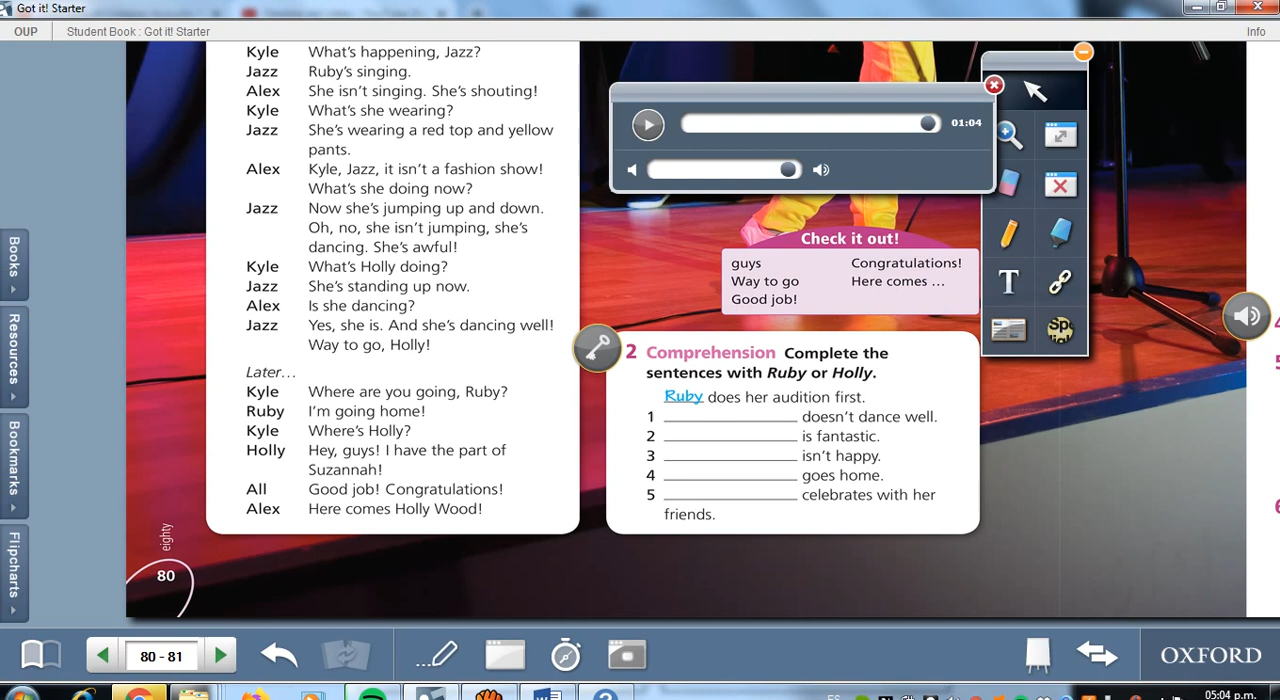 Got it! Starter
OUP
Student Book : Got it! Starter
Info
Kyle What's happening, Jazz?
Jazz Ruby's singing.
Alex She isn't singing. She's shouting!
Kyle What's she wearing?
Jazz She's wearing a red top and yellow
pants.
Alex Kyle, Jazz, it isn't a fashion show!
What's she doing now?
Jazz Now she's jumping up and down.
Oh, no, she isn't jumping, she's
dancing. She's awful!
Kyle What's Holly doing?
Jazz She's standing up now.
Alex Is she dancing?
Jazz Yes, she is. And she's dancing well!
Way to go, Holly!
Later...
Kyle Where are you going, Ruby?
Ruby I'm going home!
Kyle Where's Holly?
Holly Hey, guys! I have the part of
Suzannah!
All Good job! Congratulations!
Alex Here comes Holly Wood!
eighty
80
01:04
Check it out!
guys Congratulations!
Way to go Here comes ...
Good job!
2 Comprehension Complete the
sentences with Ruby or Holly.
Ruby does her audition first.
1 ____________ doesn't dance well.
2 ____________ is fantastic.
3 ____________ isn't happy.
4 ____________ goes home.
5 ____________ celebrates with her
friends.
T
Books
Resources
Bookmarks
Flipcharts
80 - 81
OXFORD
ES
05:04 p.m.